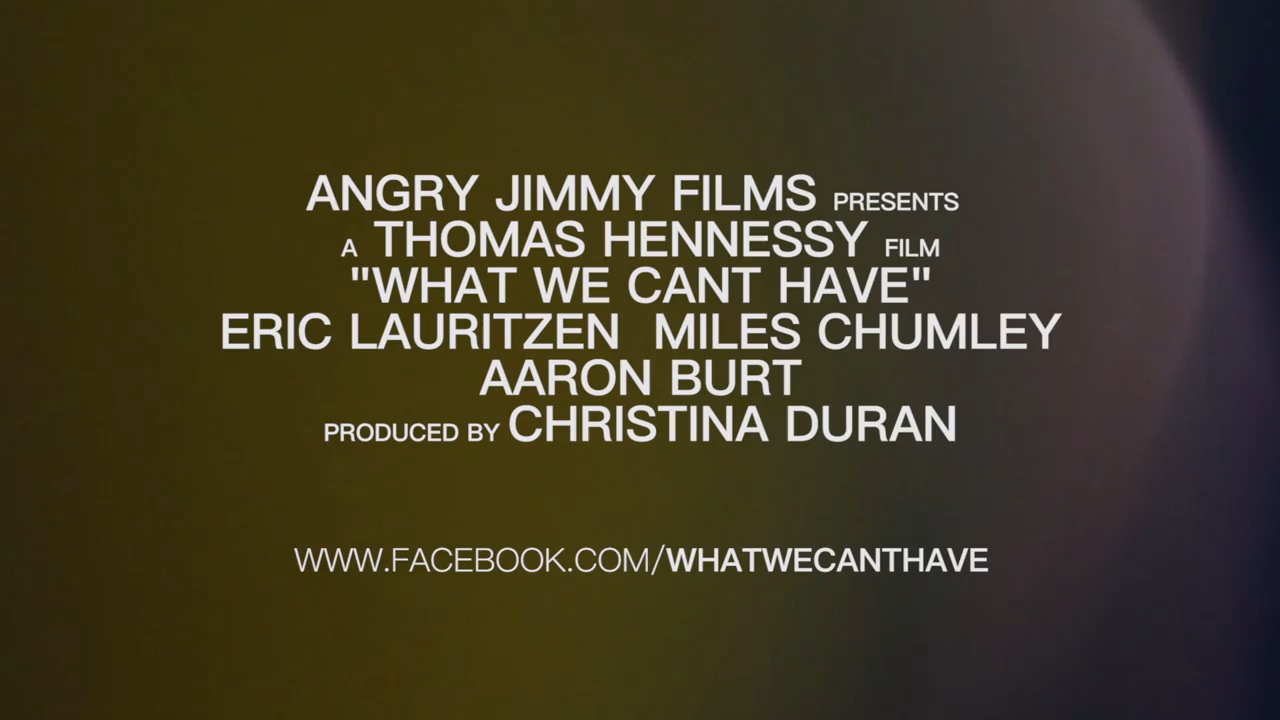 ANGRY JIMMY FILMS PRESENTS
A THOMAS HENNESSY FILM
"WHAT WE CANT HAVE"
ERIC LAURITZEN MILES CHUMLEY
AARON BURT
PRODUCED BY CHRISTINA DURAN
WWW.FACEBOOK.COM/WHATWECANTHAVE